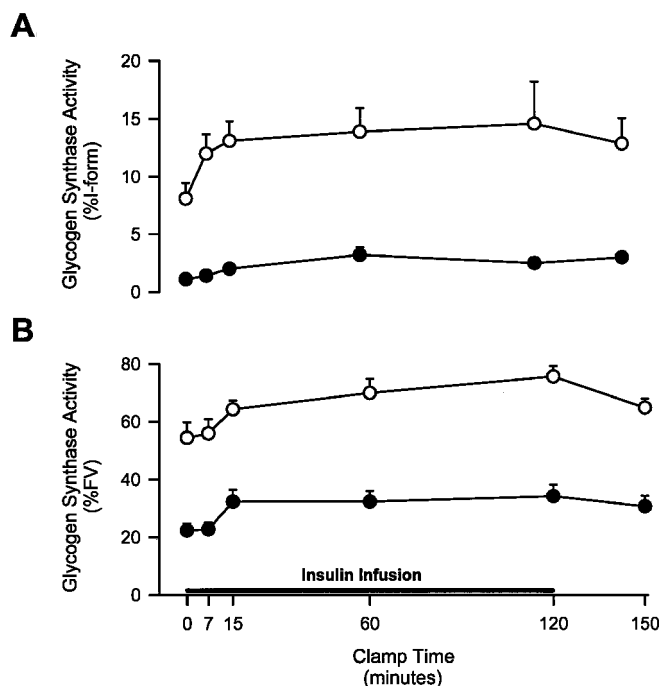 A
20
15
10
5
0
Glycogen Synthase Activity
(%I-form)
B
80
60
40
20
0
Glycogen Synthase Activity
(%FV)
Insulin Infusion
0 7 15 60 120 150
Clamp Time
(minutes)